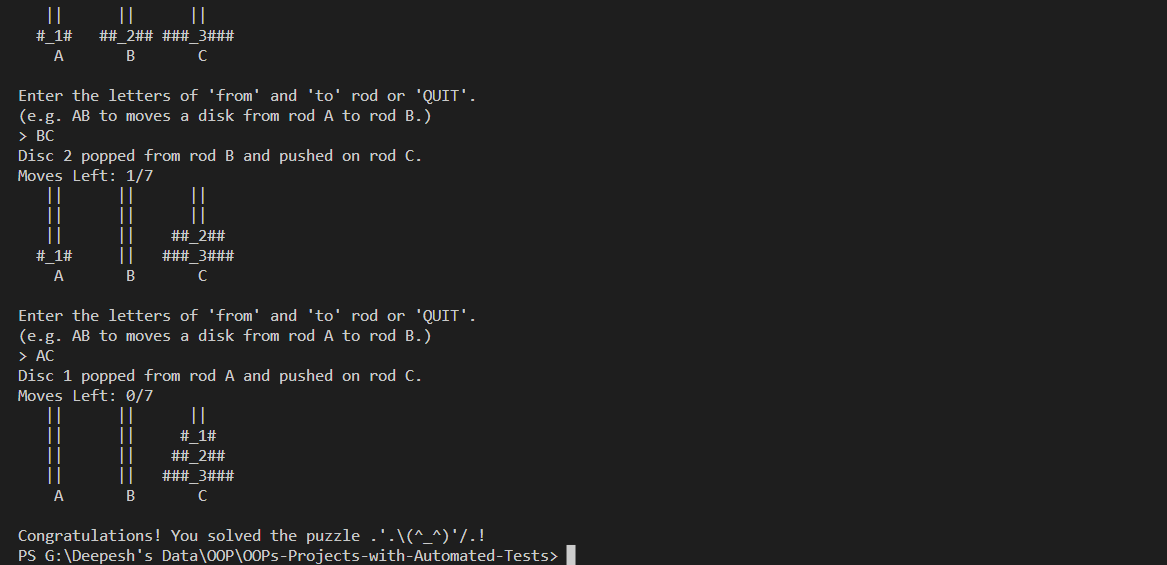 ||      ||      ||
  #_1#   ##_2## ###_3###
    A       B       C

Enter the letters of 'from' and 'to' rod or 'QUIT'.
(e.g. AB to moves a disk from rod A to rod B.)
> BC
Disc 2 popped from rod B and pushed on rod C.
Moves Left: 1/7
   ||      ||      ||
   ||      ||      ||
   ||      ||    ##_2##
  #_1#     ||   ###_3###
    A       B       C

Enter the letters of 'from' and 'to' rod or 'QUIT'.
(e.g. AB to moves a disk from rod A to rod B.)
> AC
Disc 1 popped from rod A and pushed on rod C.
Moves Left: 0/7
   ||      ||      ||
   ||      ||     #_1#
   ||      ||    ##_2##
   ||      ||   ###_3###
    A       B       C

Congratulations! You solved the puzzle .'.\(^_^)'/.!
PS G:\Deepesh's Data\OOP\OOPs-Projects-with-Automated-Tests>